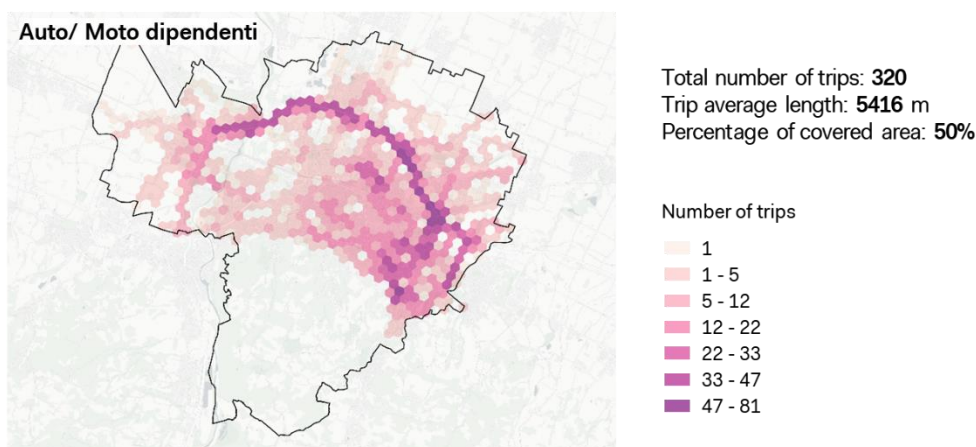 Auto/ Moto dipendenti
Total number of trips: 320
Trip average length: 5416 m
Percentage of covered area: 50%
Number of trips
1
1 - 5
5 - 12
12 - 22
22 - 33
33 - 47
47 - 81